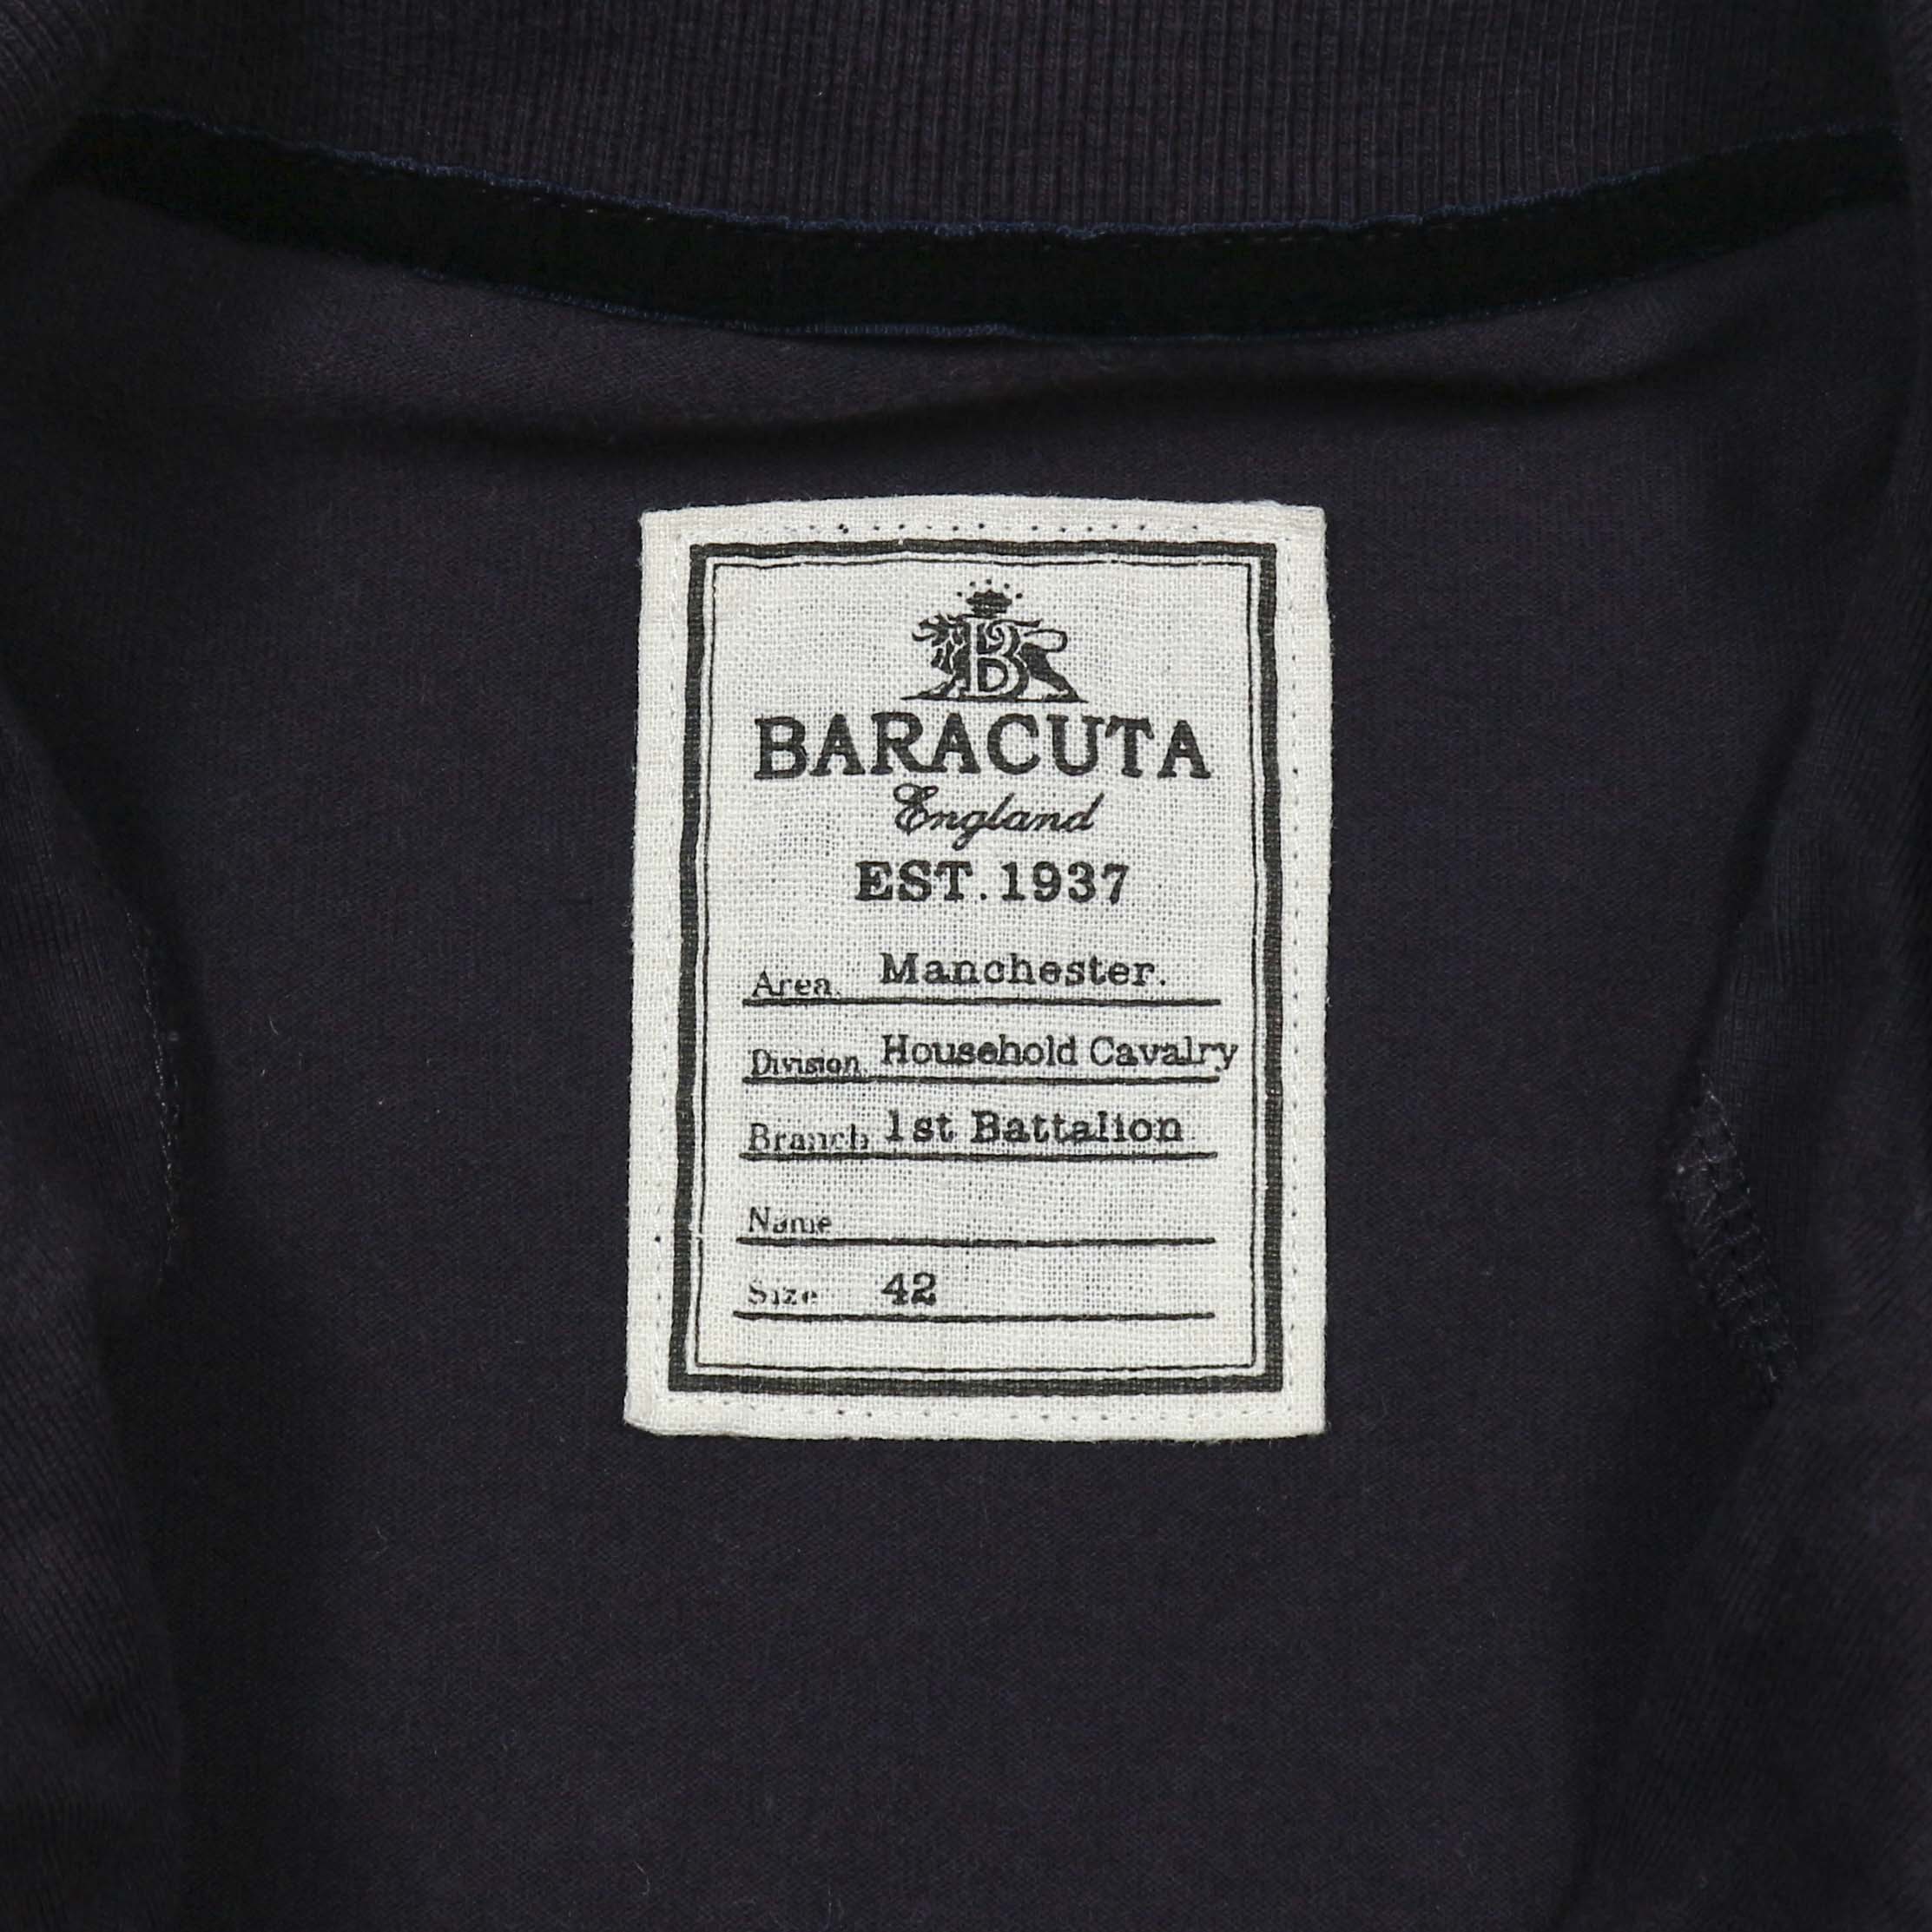 B
BARACUTA
England
EST.1937
Area. Manchester.
Division. Household Cavalry
Branch 1st Battalion
Name
Size 42